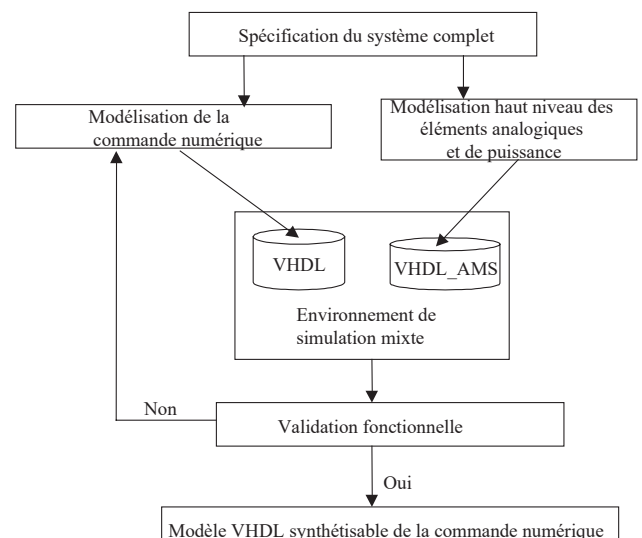 Spécification du système complet
Modélisation de la
commande numérique
Modélisation haut niveau des
éléments analogiques
et de puissance
VHDL
VHDL_AMS
Environnement de
simulation mixte
Non
Validation fonctionnelle
Oui
Modèle VHDL synthétisable de la commande numérique